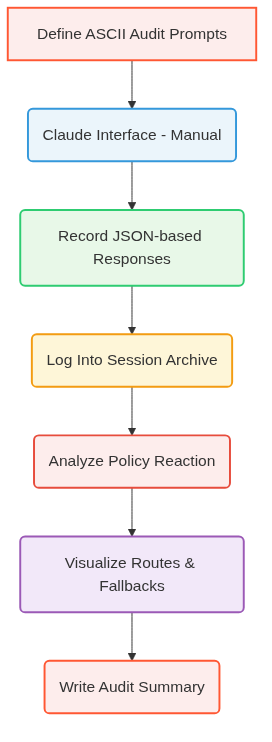 Define ASCII Audit Prompts
Claude Interface - Manual
Record JSON-based
Responses
Log Into Session Archive
Analyze Policy Reaction
Visualize Routes &
Fallbacks
Write Audit Summary